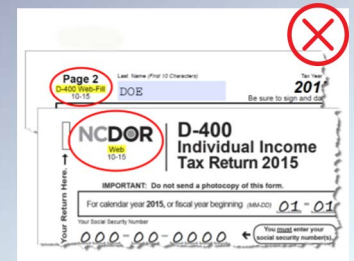 Page 2
D-400 Web-Fill
10-15
Last Name (First 10 Characters)
DOE
Tax Year
201
Be sure to sign and da
NCDOR
Web
10-15
D-400
Individual Income
Tax Return 2015
IMPORTANT: Do not send a photocopy of this form.
For calendar year 2015, or fiscal year beginning (MM-DD) 01 - 01
Your Social Security Number
000-00-0000
You must enter your
social security number(s)
Your Return Here.